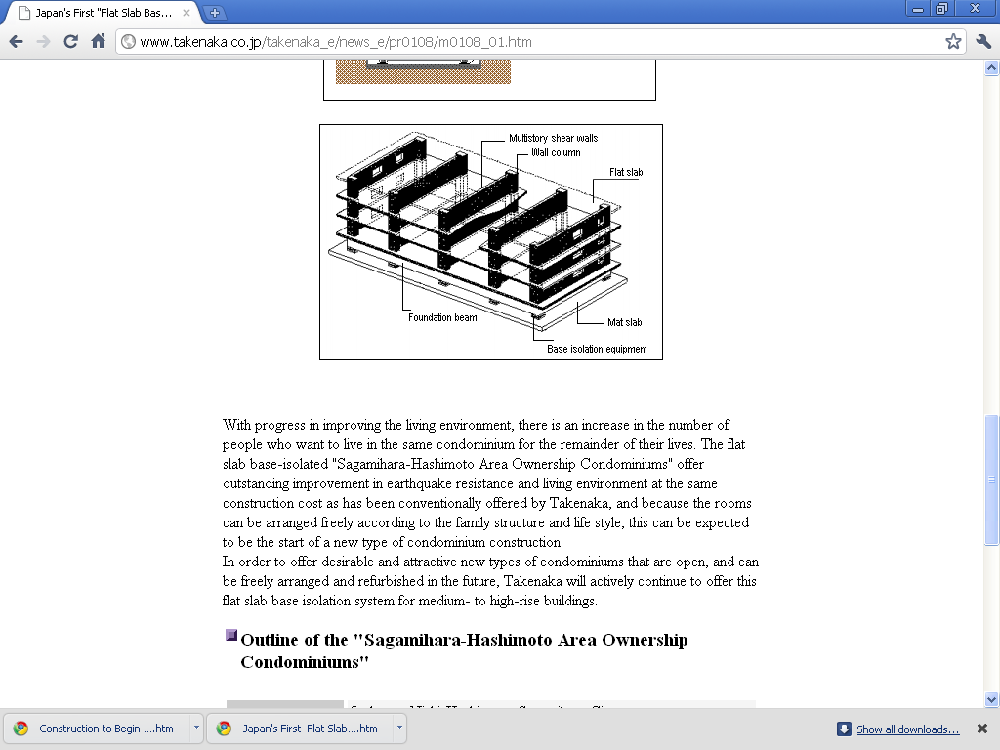 Japan's First "Flat Slab Bas...
www.takenaka.co.jp/takenaka_e/news_e/pr0108/m0108_01.htm
Multistory shear walls
Wall column
Flat slab
Foundation beam
Mat slab
Base isolation equipment
With progress in improving the living environment, there is an increase in the number of
people who want to live in the same condominium for the remainder of their lives. The flat
slab base-isolated "Sagamihara-Hashimoto Area Ownership Condominiums" offer
outstanding improvement in earthquake resistance and living environment at the same
construction cost as has been conventionally offered by Takenaka, and because the rooms
can be arranged freely according to the family structure and life style, this can be expected
to be the start of a new type of condominium construction.
In order to offer desirable and attractive new types of condominiums that are open, and can
be freely arranged and refurbished in the future, Takenaka will actively continue to offer this
flat slab base isolation system for medium- to high-rise buildings.
Outline of the "Sagamihara-Hashimoto Area Ownership
Condominiums"
Construction to Begin ....htm
Japan's First Flat Slab....htm
Show all downloads...